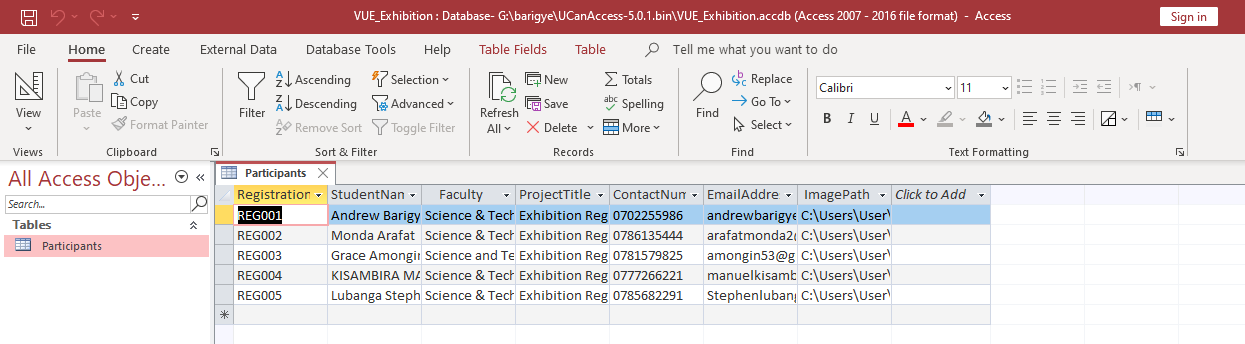 VUE_Exhibition : Database- G:\barigye\UCanAccess-5.0.1.bin\VUE_Exhibition.accdb (Access 2007 - 2016 file format) - Access
Sign in
File Home Create External Data Database Tools Help Table Fields Table Tell me what you want to do
View
Views
Paste
Cut
Copy
Format Painter
Clipboard
Filter
Ascending
Descending
Remove Sort
Selection
Advanced
Toggle Filter
Sort & Filter
Refresh All
New
Save
Delete
Totals
Spelling
More
Records
Find
Replace
Go To
Select
Find
Calibri 11
B I U A
Text Formatting
All Access Obje...
Search...
Tables
Participants
Participants
Registration StudentNan Faculty ProjectTitle ContactNum EmailAddre ImagePath Click to Add
REG001 Andrew Barigy Science & Tech Exhibition Reg 0702255986 andrewbarigye C:\Users\User\
REG002 Monda Arafat Science & Tech Exhibition Reg 0786135444 arafatmonda2@ C:\Users\User\
REG003 Grace Amongin Science and Te Exhibition Reg 0781579825 amongin53@g C:\Users\User\
REG004 KISAMBIRA MA Science & Tech Exhibition Reg 0777266221 manuelkisamb C:\Users\User\
REG005 Lubanga Steph Science & Tech Exhibition Reg 0785682291 Stephenlubang C:\Users\User\